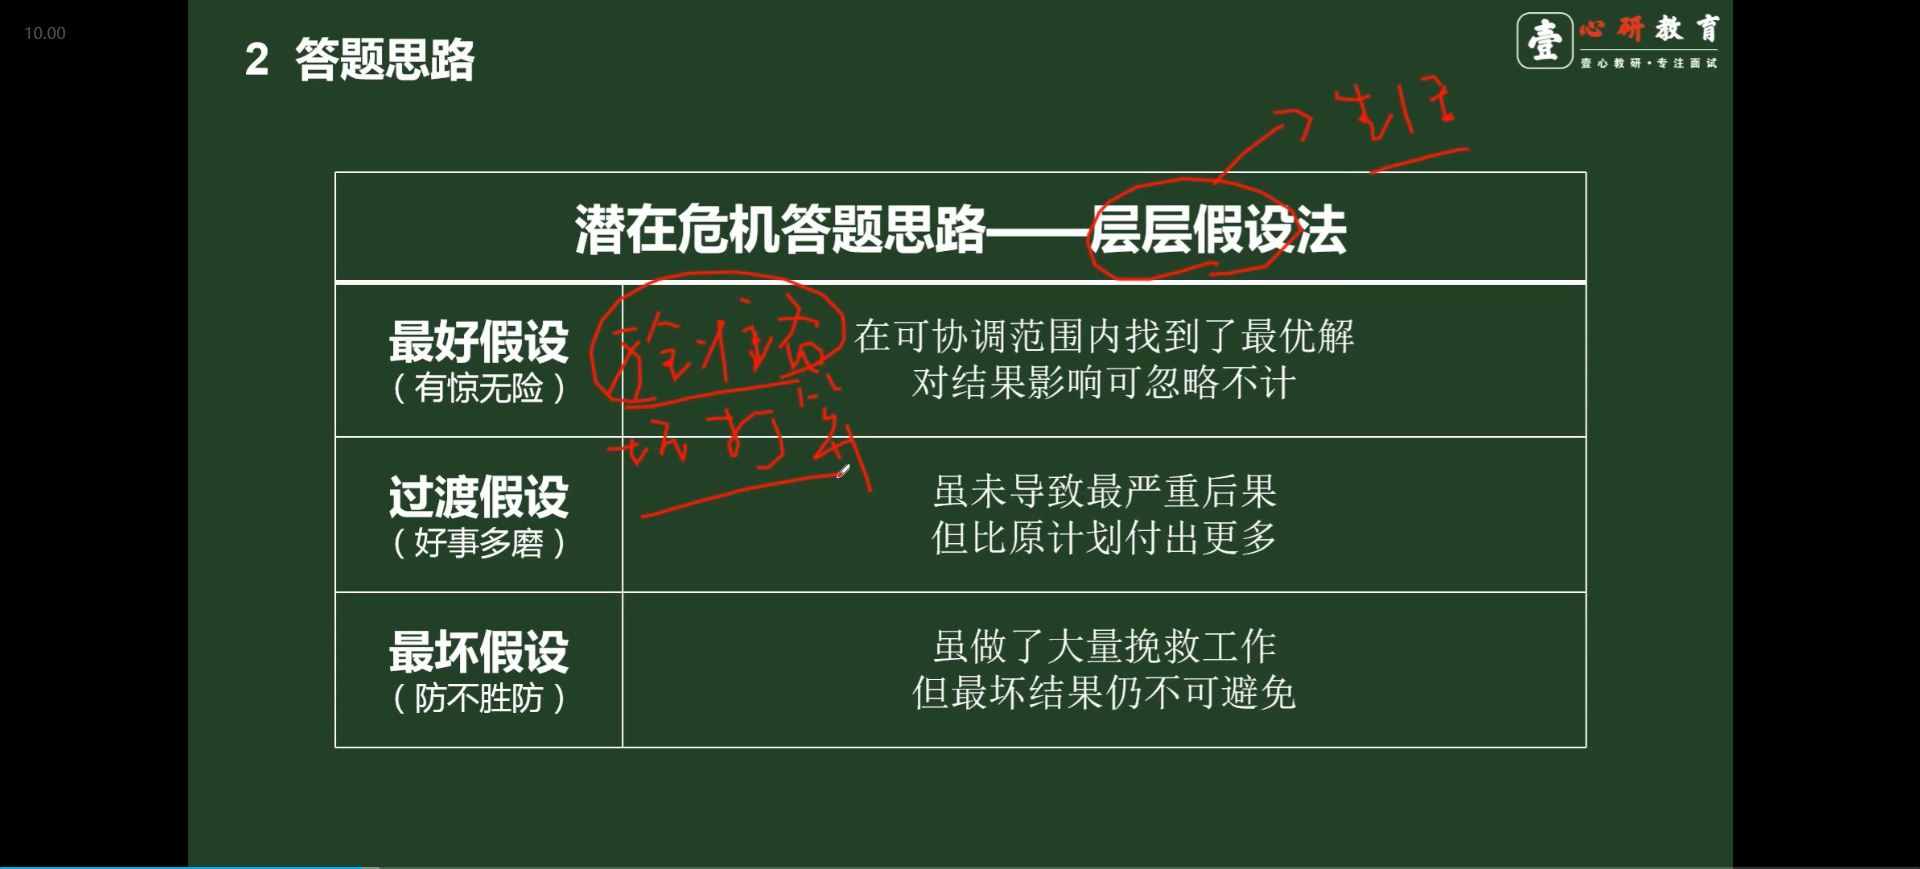 10.00
2 答题思路
壹 心研教育
壹心教研·专注面试
潜在危机答题思路——层层假设法
最好假设
（有惊无险）
在可协调范围内找到了最优解
对结果影响可忽略不计
过渡假设
（好事多磨）
虽未导致最严重后果
但比原计划付出更多
最坏假设
（防不胜防）
虽做了大量挽救工作
但最坏结果仍不可避免